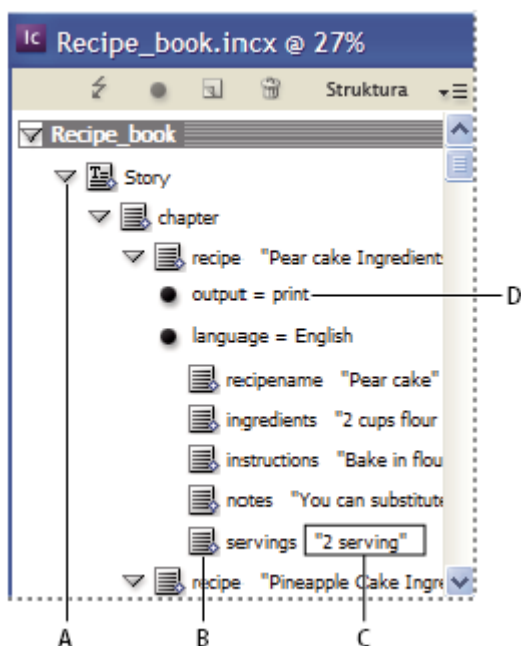 Ic Recipe_book.incx @ 27%
Struktura
Recipe_book
Story
chapter
recipe "Pear cake Ingredients
output = print
D
language = English
recipename "Pear cake"
ingredients "2 cups flour
instructions "Bake in flou
notes "You can substitute
servings "2 serving"
recipe "Pineapple Cake Ingre
A B C